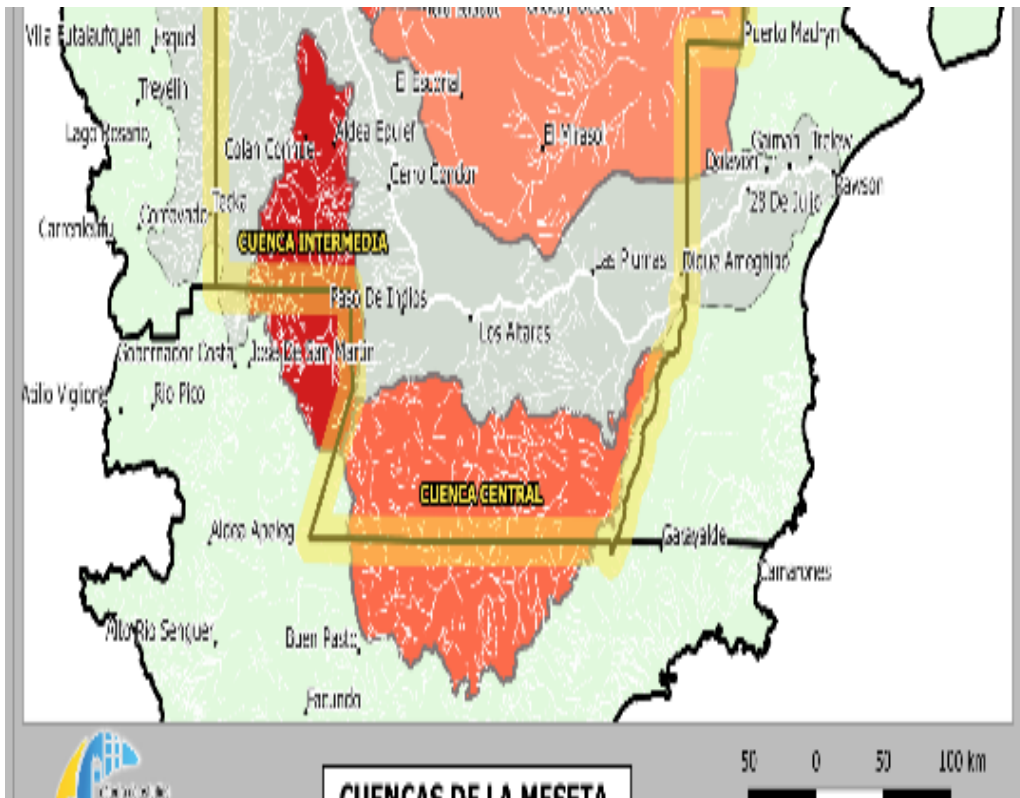 Villa Futalaufquen
Esquel
Puerto Madryn
Trevelin
El Escorial
Lago Rosario
Aldea Epulef
El Mirasol
Gaiman
Trelew
Colan Conhue
Dolavon
Cerro Condor
Rawson
28 De Julio
Tecka
Corcovado
Carrenleufu
CUENCA INTERMEDIA
Las Plumas
Dique Ameghino
Paso De Indios
Los Altares
Gobernador Costa
Jose De San Martin
Atilio Viglione
Rio Pico
CUENCA CENTRAL
Aldea Apeleg
Garayalde
Camarones
Alto Rio Senguer
Buen Pasto
Facundo
50 0 50 100 km
CUENCAS DE LA MESETA